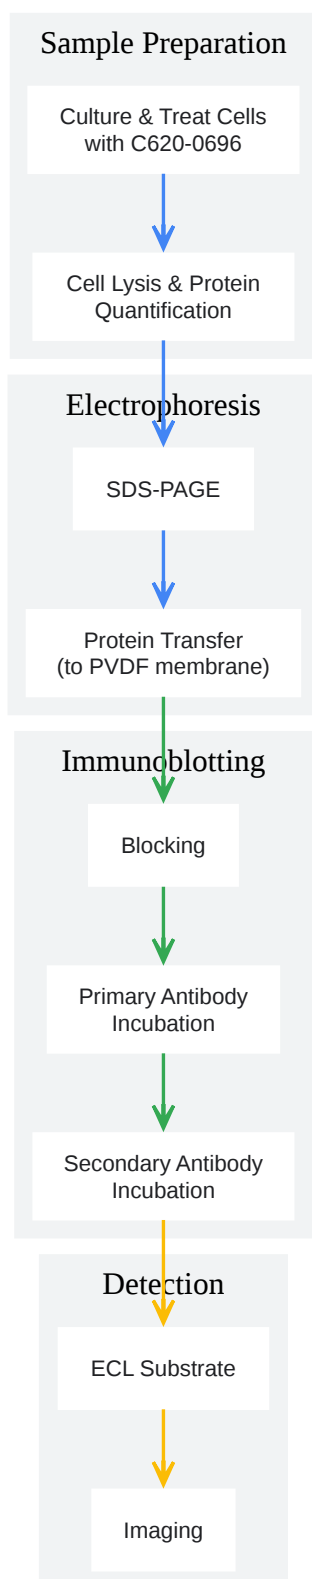 Sample Preparation
Culture & Treat Cells
with C620-0696
Cell Lysis & Protein
Quantification
Electrophoresis
SDS-PAGE
Protein Transfer
(to PVDF membrane)
Immunoblotting
Blocking
Primary Antibody
Incubation
Secondary Antibody
Incubation
Detection
ECL Substrate
Imaging